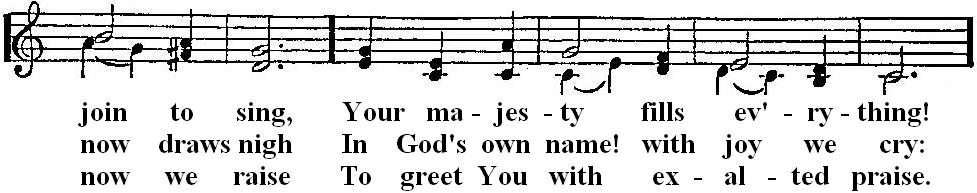 join to sing, Your ma - jes - ty fills ev' - ry - thing!
now draws nigh In God's own name! with joy we cry:
now we raise To greet You with ex - al - ted praise.